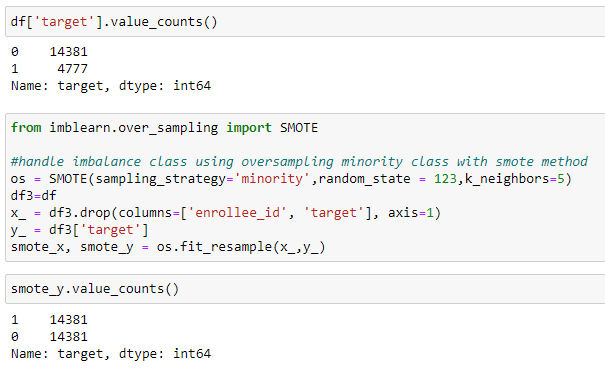 df['target'].value_counts()
0    14381
1     4777
Name: target, dtype: int64
from imblearn.over_sampling import SMOTE
#handle imbalance class using oversampling minority class with smote method
os = SMOTE(sampling_strategy='minority',random_state = 123,k_neighbors=5)
df3=df
x_ = df3.drop(columns=['enrollee_id', 'target'], axis=1)
y_ = df3['target']
smote_x, smote_y = os.fit_resample(x_,y_)
smote_y.value_counts()
1    14381
0    14381
Name: target, dtype: int64